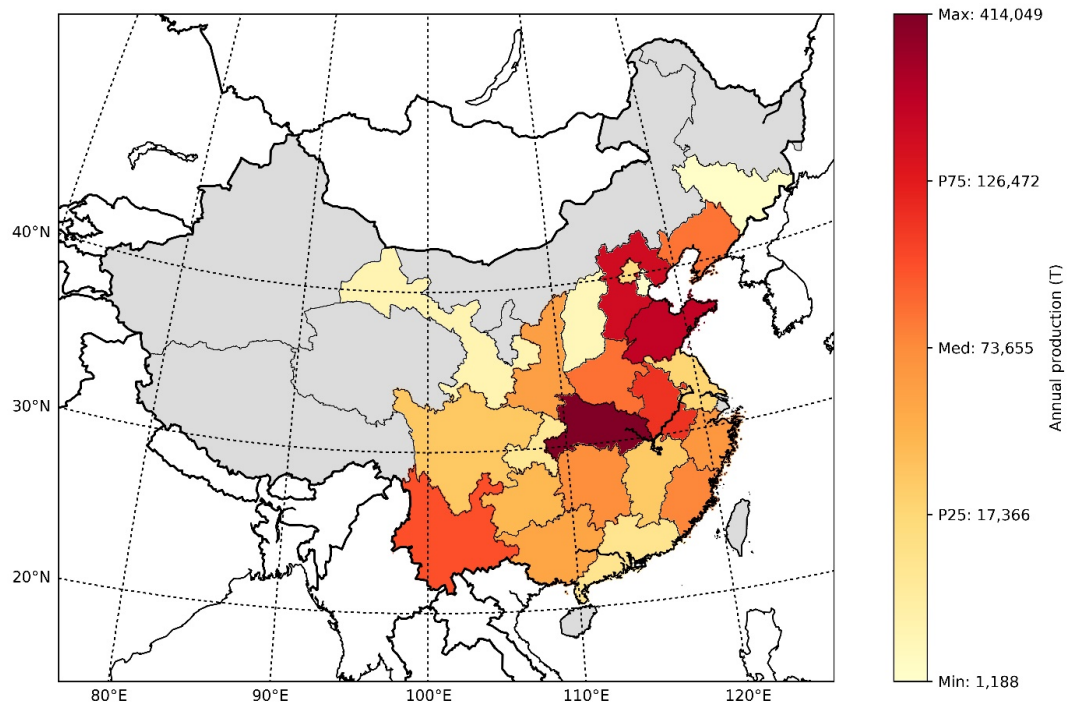 40°N
30°N
20°N
80°E
90°E
100°E
110°E
120°E
Max: 414,049
P75: 126,472
Med: 73,655
P25: 17,366
Min: 1,188
Annual production (T)